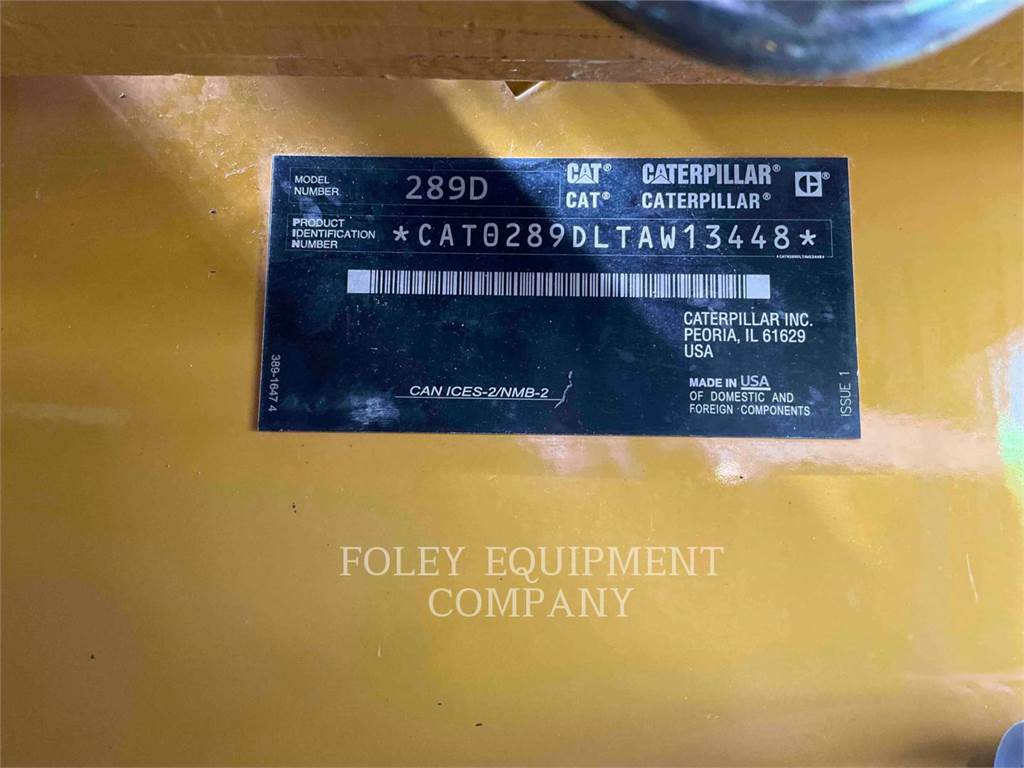 MODEL
NUMBER
289D
CAT® CATERPILLAR® C®
CAT® CATERPILLAR®
PRODUCT
IDENTIFICATION
NUMBER
*CAT0289DLTAW13448*
*CAT0289DLTAW13448*
CATERPILLAR INC.
PEORIA, IL 61629
USA
389-1647 4
CAN ICES-2/NMB-2
MADE IN USA
OF DOMESTIC AND
FOREIGN COMPONENTS
ISSUE 1
FOLEY EQUIPMENT
COMPANY